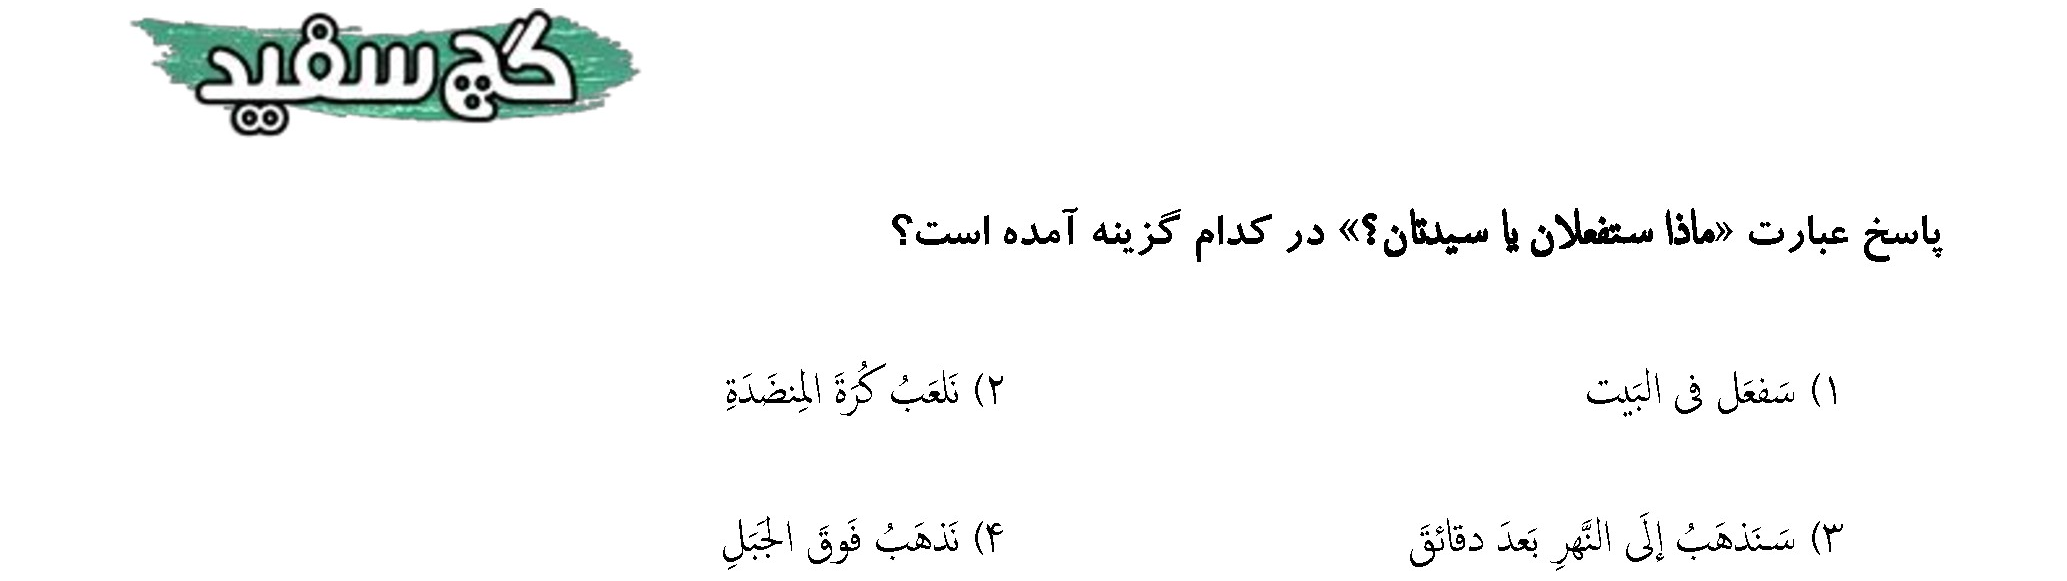 گچ سفید
پاسخ عبارت «ماذا ستفعلان یا سیدتان؟» در کدام گزینه آمده است؟
۱) سَفعَل فی البَیت ۲) نَلعَبُ کُرَةَ المِنضَدَةِ
۳) سَنَذهَبُ إلَی النَّهرِ بَعدَ دقائقَ ۴) نَذهَبُ فَوقَ الجَبَلِ